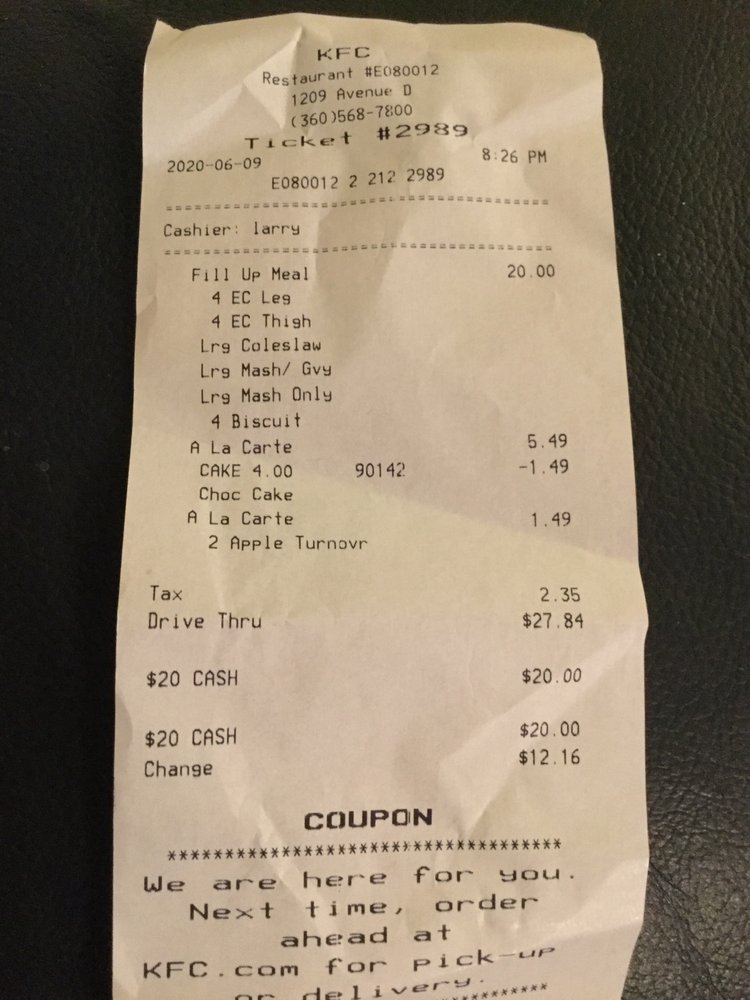 KFC
Restaurant #E080012
1209 Avenue D
(360)568-7800
Ticket #2989
2020-06-09 8:26 PM
E080012 2 212 2989
==========================================
Cashier: larry
==========================================
Fill Up Meal 20.00
4 EC Leg
4 EC Thigh
Lrg Coleslaw
Lrg Mash/ Gvy
Lrg Mash Only
4 Biscuit
A La Carte 5.49
CAKE 4.00 90142 -1.49
Choc Cake
A La Carte 1.49
2 Apple Turnovr
Tax 2.35
Drive Thru $27.84
$20 CASH $20.00
$20 CASH $20.00
Change $12.16
COUPON
**********************************
We are here for you.
Next time, order
ahead at
KFC.com for pick-up
or delivery.